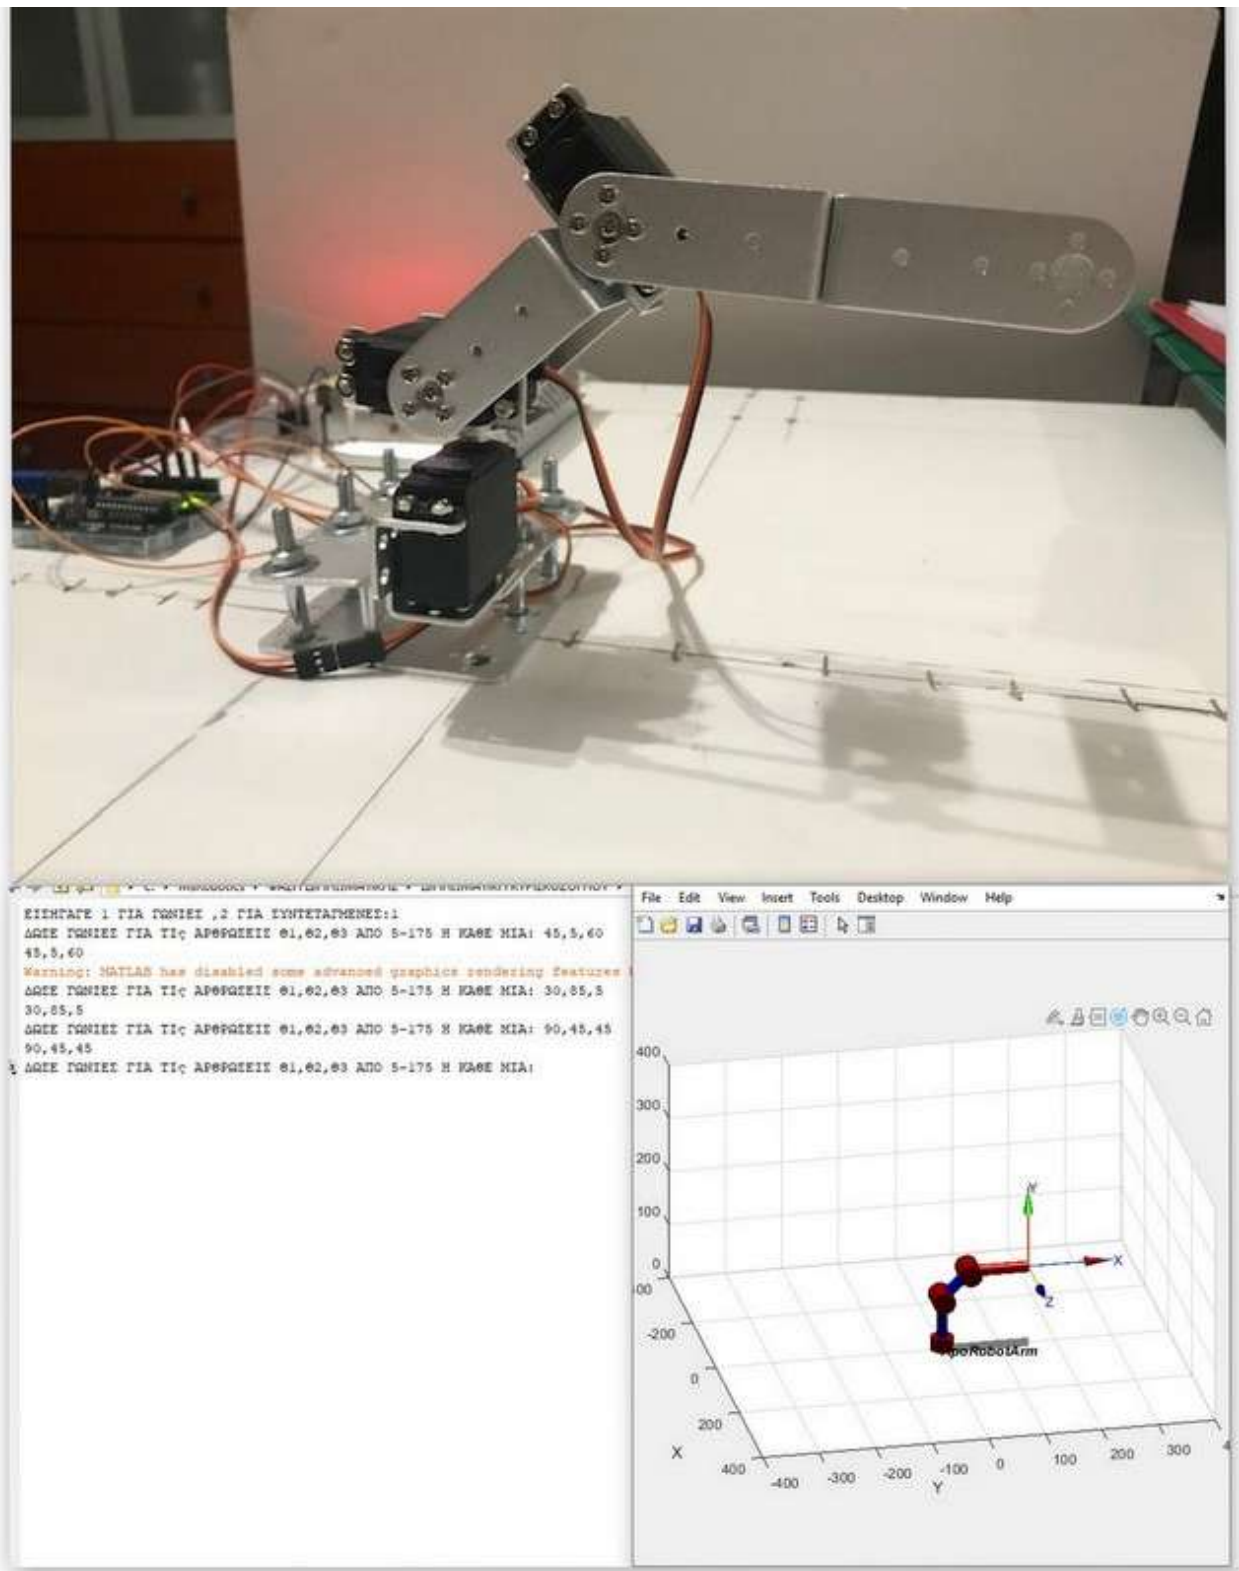 ΕΙΣΗΓΑΓΕ 1 ΓΙΑ ΓΩΝΙΕΣ ,2 ΓΙΑ ΣΥΝΤΕΤΑΓΜΕΝΕΣ:1
ΔΩΣΕ ΓΩΝΙΕΣ ΓΙΑ ΤΙς ΑΡΘΡΩΣΕΙΣ θ1,θ2,θ3 ΑΠΟ 5-175 Η ΚΑΘΕ ΜΙΑ: 45,5,60
45,5,60
Warning: MATLAB has disabled some advanced graphics rendering features
ΔΩΣΕ ΓΩΝΙΕΣ ΓΙΑ ΤΙς ΑΡΘΡΩΣΕΙΣ θ1,θ2,θ3 ΑΠΟ 5-175 Η ΚΑΘΕ ΜΙΑ: 30,85,5
30,85,5
ΔΩΣΕ ΓΩΝΙΕΣ ΓΙΑ ΤΙς ΑΡΘΡΩΣΕΙΣ θ1,θ2,θ3 ΑΠΟ 5-175 Η ΚΑΘΕ ΜΙΑ: 90,45,45
90,45,45
ΔΩΣΕ ΓΩΝΙΕΣ ΓΙΑ ΤΙς ΑΡΘΡΩΣΕΙΣ θ1,θ2,θ3 ΑΠΟ 5-175 Η ΚΑΘΕ ΜΙΑ:
File Edit View Insert Tools Desktop Window Help
400
300
200
100
0
-200
0
200
400
X
-400 -300 -200 -100 0 100 200 300
Y
Y
X
Z
ApoRobotArm